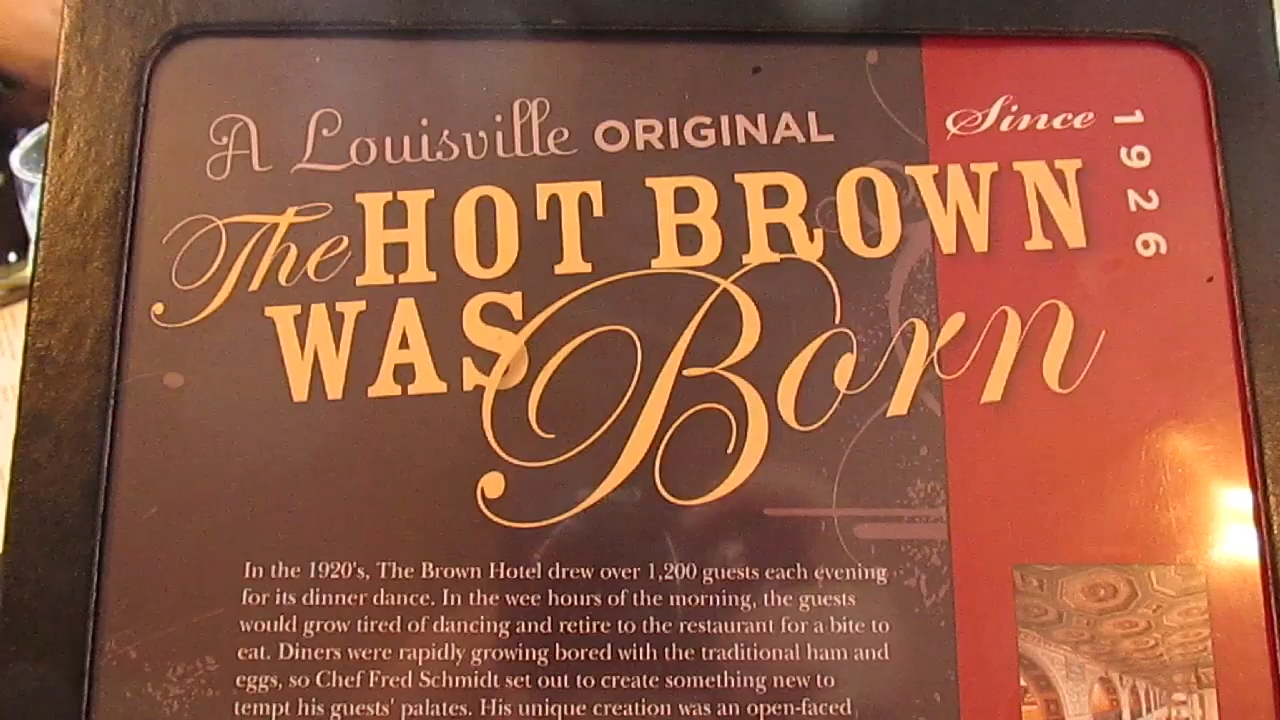 A Louisville ORIGINAL
Since 1926
The HOT BROWN
WAS Born
In the 1920's, The Brown Hotel drew over 1,200 guests each evening
for its dinner dance. In the wee hours of the morning, the guests
would grow tired of dancing and retire to the restaurant for a bite to
eat. Diners were rapidly growing bored with the traditional ham and
eggs, so Chef Fred Schmidt set out to create something new to
tempt his guests' palates. His unique creation was an open-faced